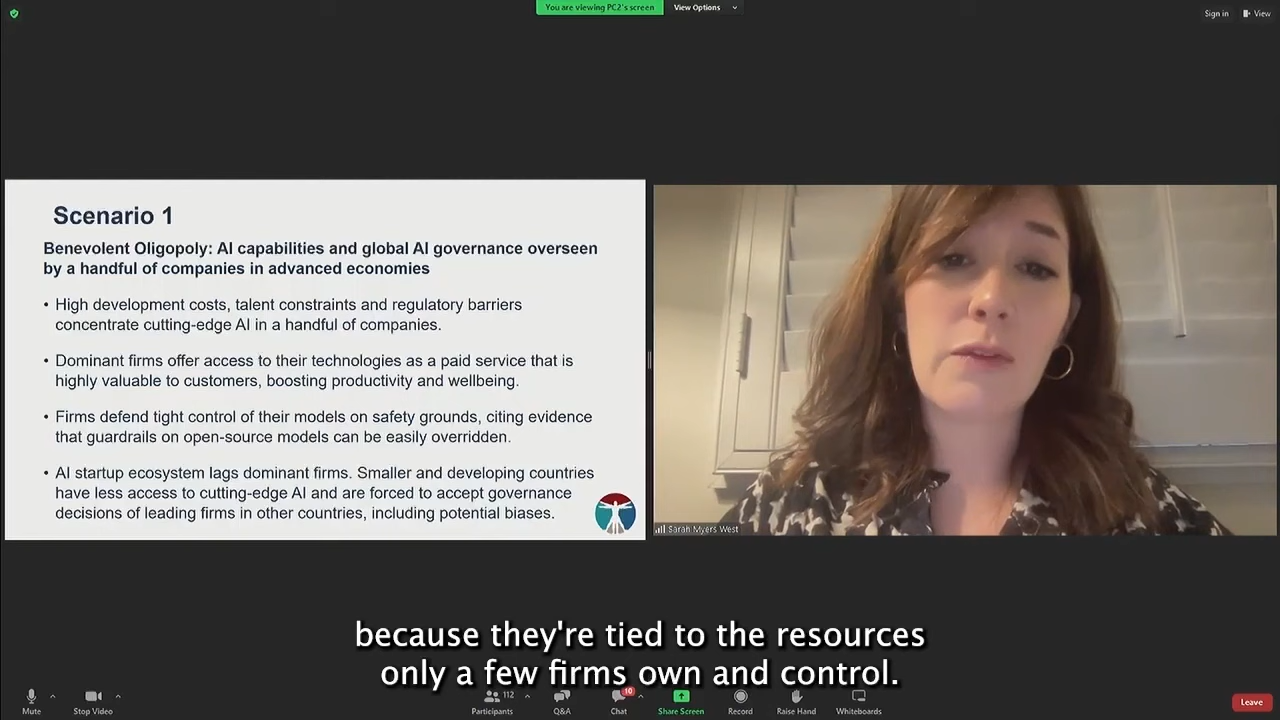 You are viewing PC2's screen
View Options
Sign in
View
Scenario 1
Benevolent Oligopoly: AI capabilities and global AI governance overseen
by a handful of companies in advanced economies
• High development costs, talent constraints and regulatory barriers
concentrate cutting-edge AI in a handful of companies.
• Dominant firms offer access to their technologies as a paid service that is
highly valuable to customers, boosting productivity and wellbeing.
• Firms defend tight control of their models on safety grounds, citing evidence
that guardrails on open-source models can be easily overridden.
• AI startup ecosystem lags dominant firms. Smaller and developing countries
have less access to cutting-edge AI and are forced to accept governance
decisions of leading firms in other countries, including potential biases.
Sarah Myers West
because they're tied to the resources
only a few firms own and control.
Mute
Stop Video
112
Participants
Q&A
10
Chat
Share Screen
Record
Raise Hand
Whiteboards
Leave